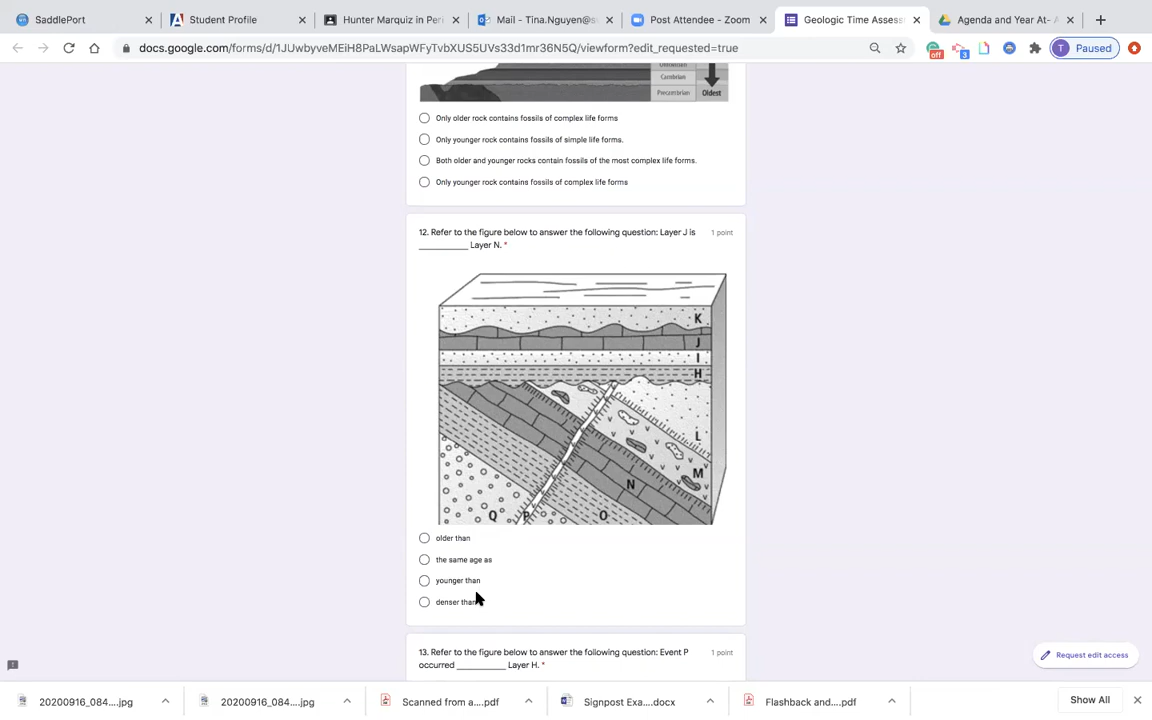 SaddlePort
Student Profile
Hunter Marquiz in Peri
Mail - Tina.Nguyen@s
Post Attendee - Zoom
Geologic Time Assess
Agenda and Year At- A
docs.google.com/forms/d/1JUwbyveMEiH8PaLWsapWFyTvbXUS5UVs33d1mr36N5Q/viewform?edit_requested=true
off
3
T Paused
Cambrian
Precambrian Oldest
Only older rock contains fossils of complex life forms
Only younger rock contains fossils of simple life forms.
Both older and younger rocks contain fossils of the most complex life forms.
Only younger rock contains fossils of complex life forms
12. Refer to the figure below to answer the following question: Layer J is 1 point
__________ Layer N. *
K
J
I
H
L
M
N
Q P O
older than
the same age as
younger than
denser than
13. Refer to the figure below to answer the following question: Event P 1 point
occurred __________ Layer H. *
Request edit access
20200916_084....jpg
20200916_084....jpg
Scanned from a....pdf
Signpost Exa....docx
Flashback and....pdf
Show All